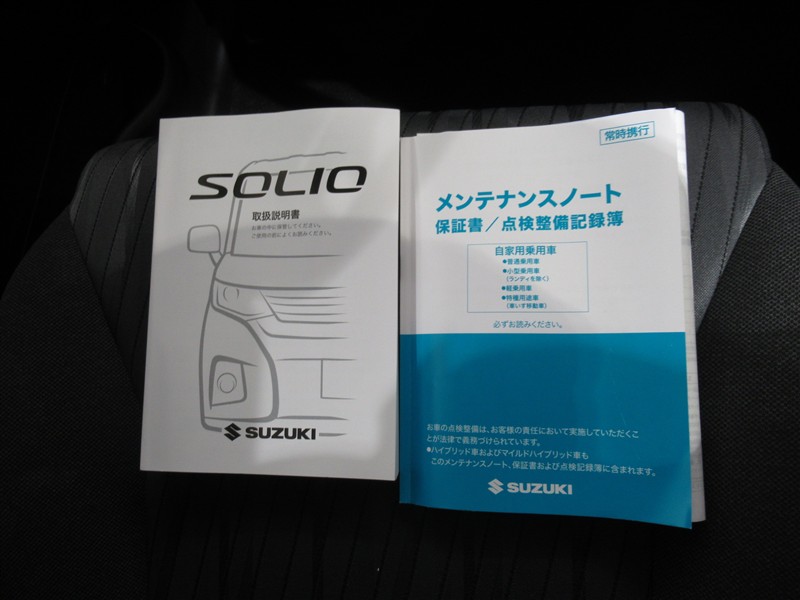 SOLIO
取扱説明書
お車の中に保管してください。
ご使用の前によくお読みください。
SUZUKI
常時携行
メンテナンスノート
保証書/点検整備記録簿
自家用乗用車
●普通乗用車
●小型乗用車
(ランディを除く)
●軽乗用車
●特種用途車
(車いす移動車)
必ずお読みください。
お車の点検整備は、お客様の責任において実施していただくこ
とが法律で義務づけられています。
●ハイブリッド車およびマイルドハイブリッド車も
このメンテナンスノート、保証書および点検記録簿に含まれます。
SUZUKI